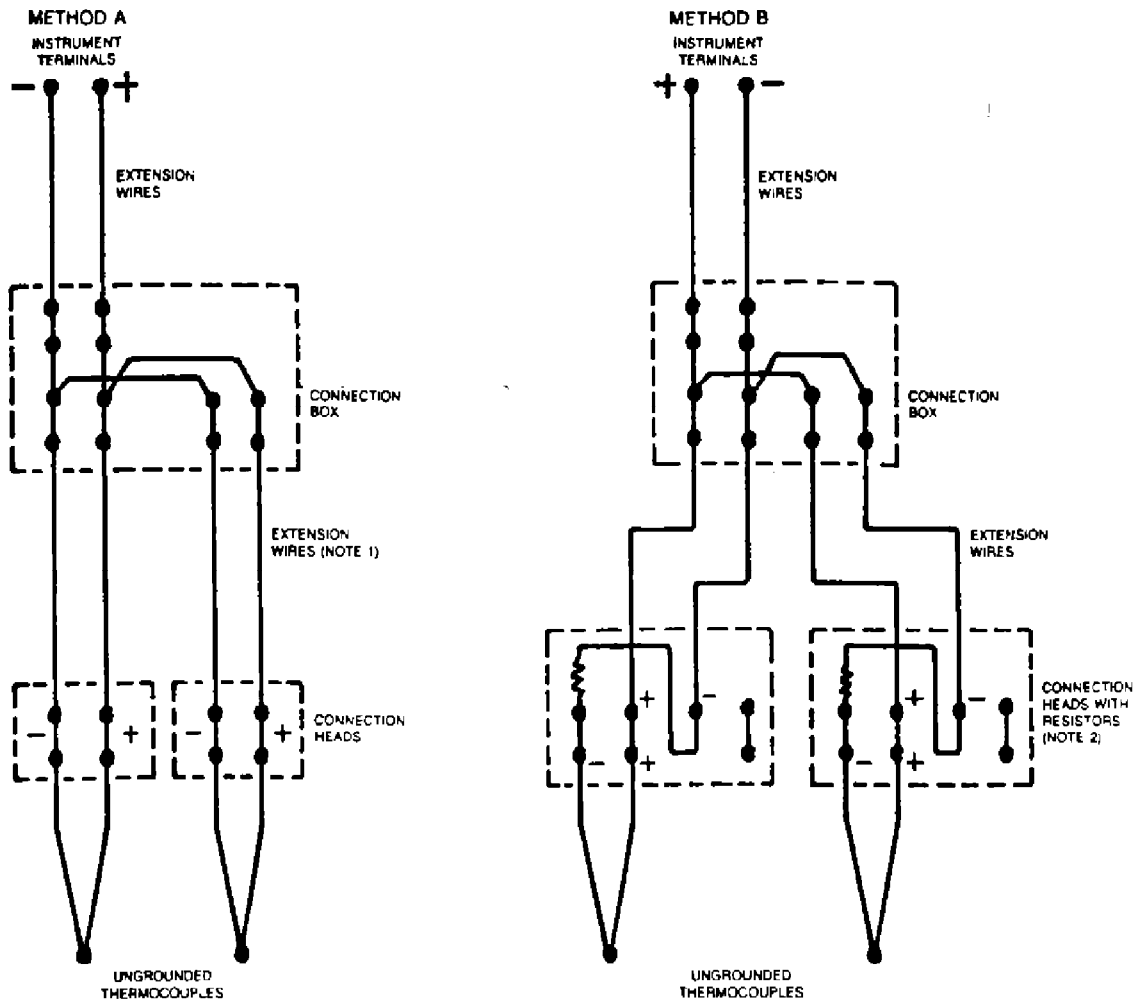 METHOD A
INSTRUMENT
TERMINALS
- +
EXTENSION
WIRES
CONNECTION
BOX
EXTENSION
WIRES (NOTE 1)
- + - +
CONNECTION
HEADS
UNGROUNDED
THERMOCOUPLES
METHOD B
INSTRUMENT
TERMINALS
+ -
EXTENSION
WIRES
CONNECTION
BOX
EXTENSION
WIRES
+ - + -
- + - +
CONNECTION
HEADS WITH
RESISTORS
(NOTE 2)
UNGROUNDED
THERMOCOUPLES